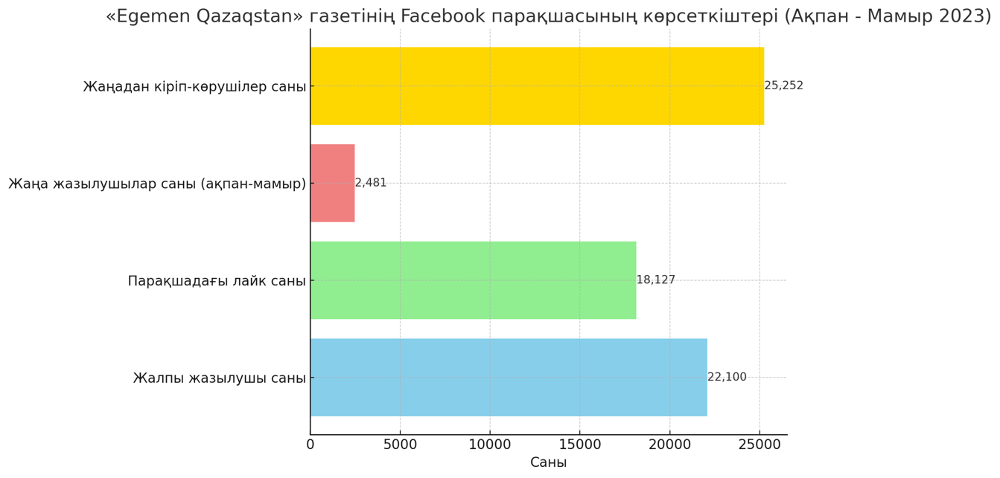 «Egemen Qazaqstan» газетінің Facebook парақшасының көрсеткіштері (Ақпан - Мамыр 2023)
Жаңадан кіріп-көрушілер саны
25,252
Жаңа жазылушылар саны (ақпан-мамыр)
2,481
Парақшадағы лайк саны
18,127
Жалпы жазылушы саны
22,100
0 5000 10000 15000 20000 25000
Саны